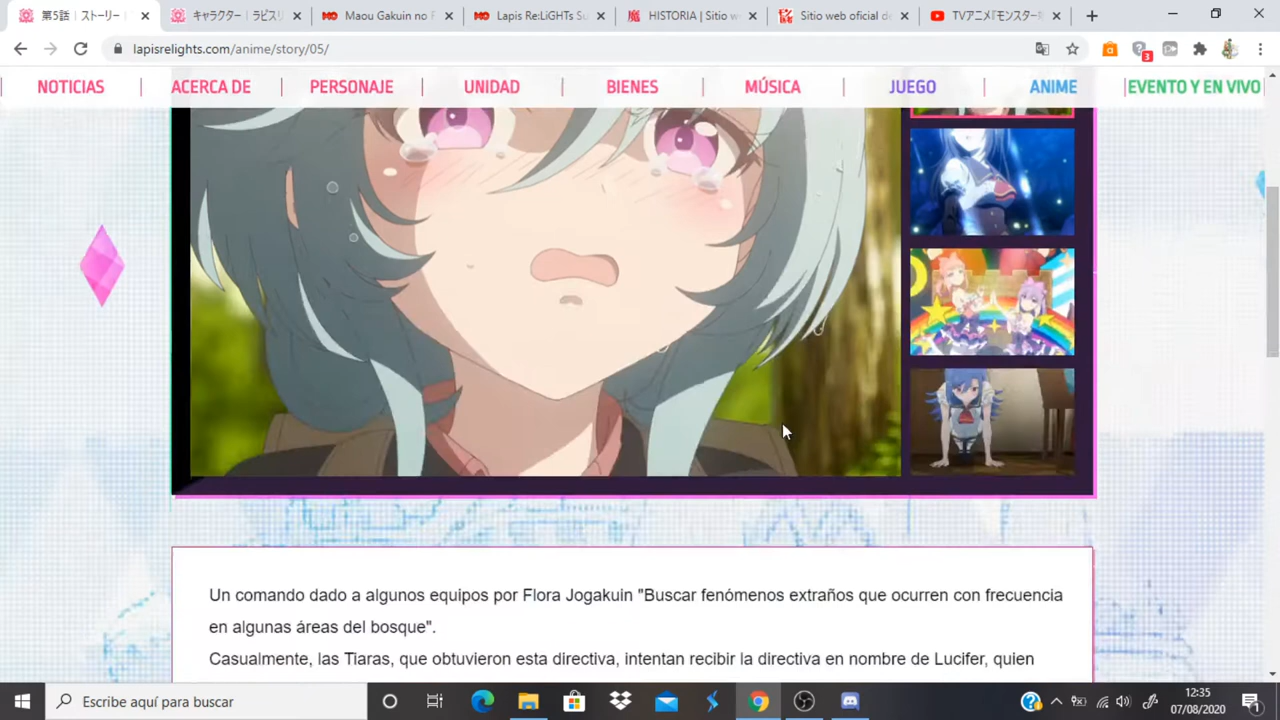 第5話 | ストーリー |
キャラクター | ラピスリ
Maou Gakuin no F
Lapis Re:LiGHTs Su
HISTORIA | Sitio w
Sitio web oficial de
TVアニメ『モンスター
lapisrelights.com/anime/story/05/
3
NOTICIAS
ACERCA DE
PERSONAJE
UNIDAD
BIENES
MÚSICA
JUEGO
ANIME
EVENTO Y EN VIVO
Un comando dado a algunos equipos por Flora Jogakuin "Buscar fenómenos extraños que ocurren con frecuencia
en algunas áreas del bosque".
Casualmente, las Tiaras, que obtuvieron esta directiva, intentan recibir la directiva en nombre de Lucifer, quien
Escribe aquí para buscar
12:35
07/08/2020
1